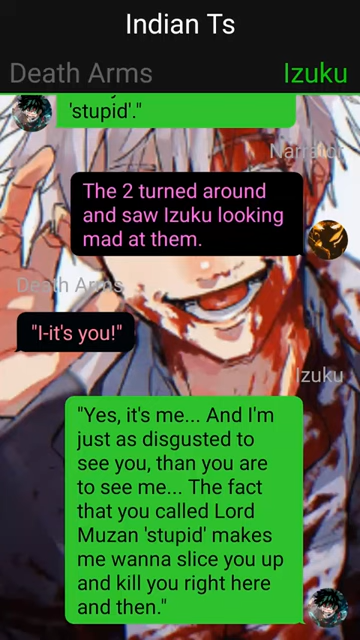 Indian Ts
Death Arms
Izuku
'stupid'."
Narrator
The 2 turned around
and saw Izuku looking
mad at them.
Death Arms
"I-it's you!"
Izuku
"Yes, it's me... And I'm
just as disgusted to
see you, than you are
to see me... The fact
that you called Lord
Muzan 'stupid' makes
me wanna slice you up
and kill you right here
and then."